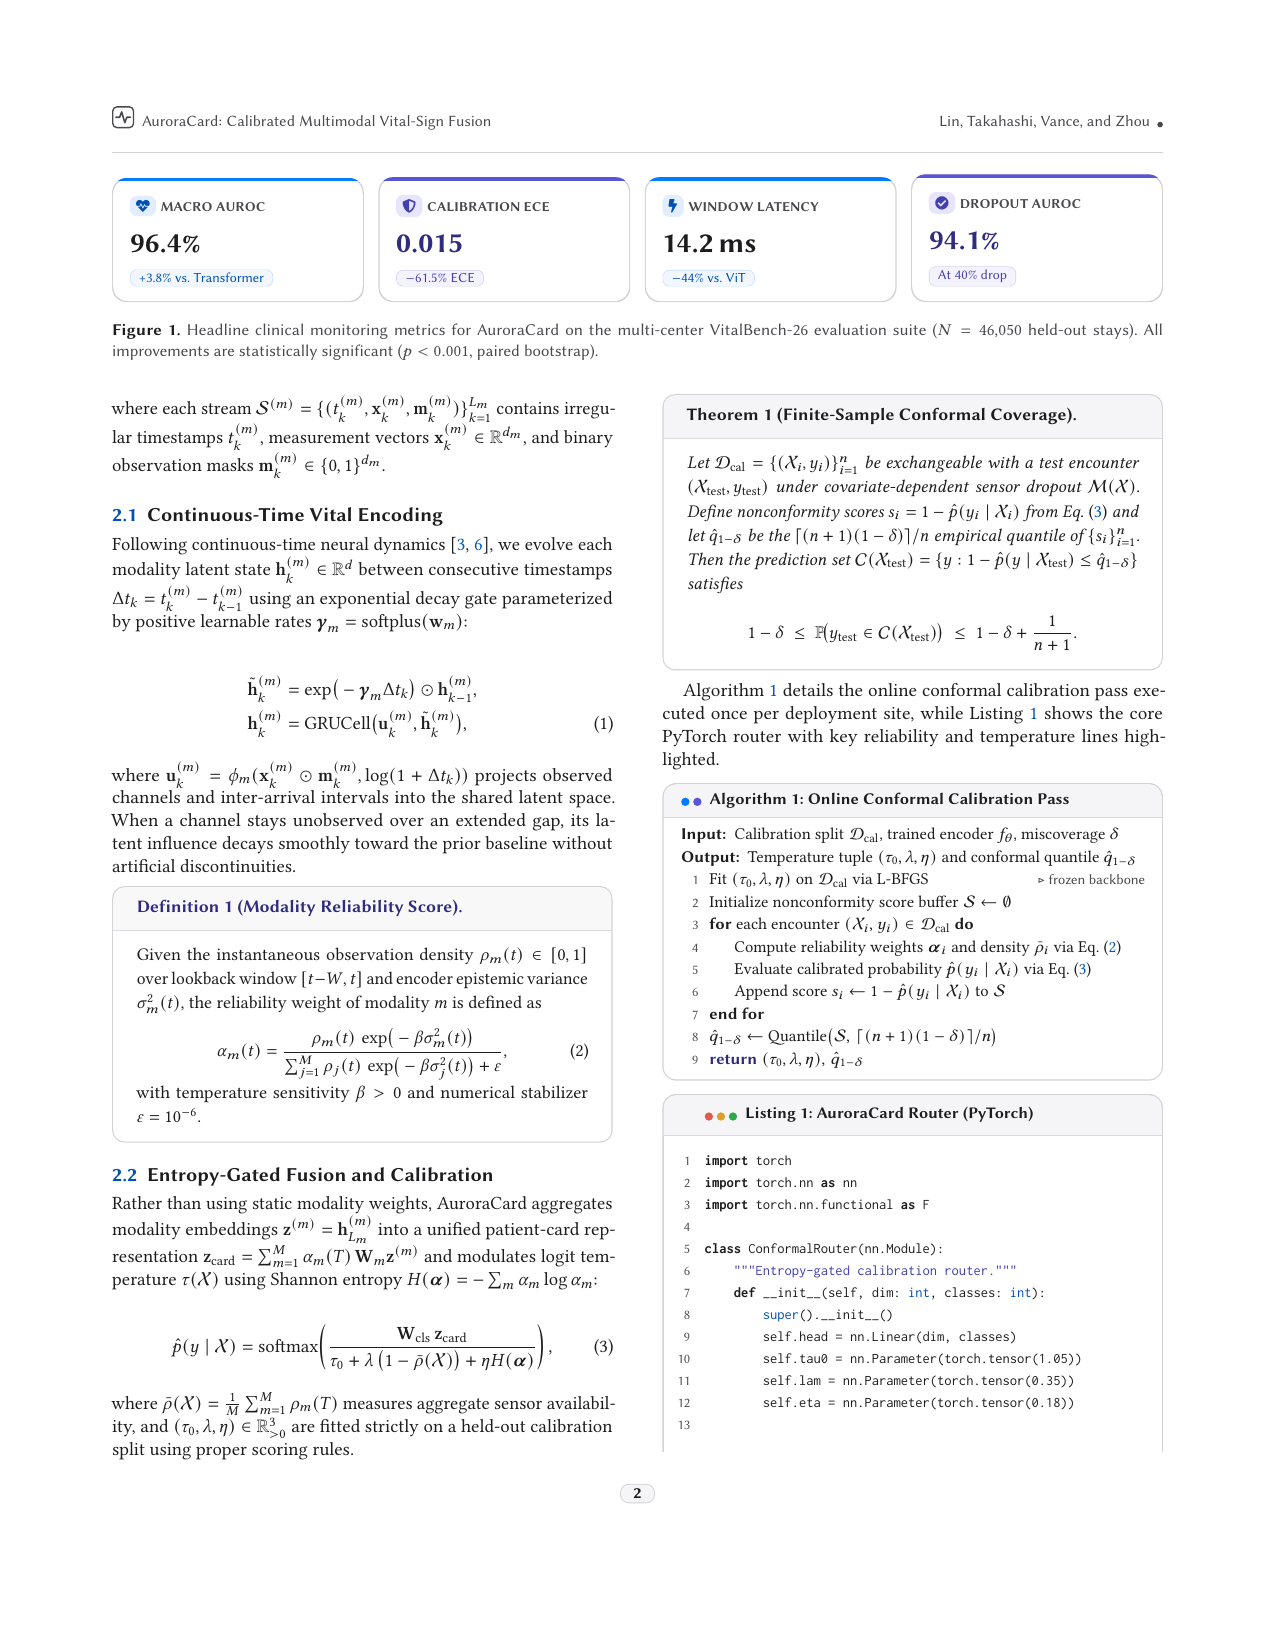 AuroraCard: Calibrated Multimodal Vital-Sign Fusion
Lin, Takahashi, Vance, and Zhou
MACRO AUROC
96.4%
+3.8% vs. Transformer
CALIBRATION ECE
0.015
−61.5% ECE
WINDOW LATENCY
14.2 ms
−44% vs. ViT
DROPOUT AUROC
94.1%
At 40% drop
Figure 1. Headline clinical monitoring metrics for AuroraCard on the multi-center VitalBench-26 evaluation suite (N = 46,050 held-out stays). All
improvements are statistically significant (p < 0.001, paired bootstrap).
where each stream 𝒮^(m) = {(t_k^(m), x_k^(m), m_k^(m))}_{k=1}^{L_m} contains irregu-
lar timestamps t_k^(m), measurement vectors x_k^(m) ∈ ℝ^{d_m}, and binary
observation masks m_k^(m) ∈ {0, 1}^{d_m}.
2.1 Continuous-Time Vital Encoding
Following continuous-time neural dynamics [3, 6], we evolve each
modality latent state h_k^(m) ∈ ℝ^d between consecutive timestamps
Δt_k = t_k^(m) − t_{k−1}^(m) using an exponential decay gate parameterized
by positive learnable rates γ_m = softplus(w_m):
h̃_k^(m) = exp(− γ_m Δt_k) ⊙ h_{k−1}^(m),
h_k^(m) = GRUCell(u_k^(m), h̃_k^(m)), (1)
where u_k^(m) = ϕ_m(x_k^(m) ⊙ m_k^(m), log(1 + Δt_k)) projects observed
channels and inter-arrival intervals into the shared latent space.
When a channel stays unobserved over an extended gap, its la-
tent influence decays smoothly toward the prior baseline without
artificial discontinuities.
Definition 1 (Modality Reliability Score).
Given the instantaneous observation density ρ_m(t) ∈ [0, 1]
over lookback window [t−W, t] and encoder epistemic variance
σ_m^2(t), the reliability weight of modality m is defined as
α_m(t) = ρ_m(t) exp(− βσ_m^2(t)) / (∑_{j=1}^M ρ_j(t) exp(− βσ_j^2(t)) + ε), (2)
with temperature sensitivity β > 0 and numerical stabilizer
ε = 10^{−6}.
2.2 Entropy-Gated Fusion and Calibration
Rather than using static modality weights, AuroraCard aggregates
modality embeddings z^(m) = h_{L_m}^(m) into a unified patient-card rep-
resentation z_card = ∑_{m=1}^M α_m(T) W_m z^(m) and modulates logit tem-
perature τ(𝒳) using Shannon entropy H(α) = − ∑_m α_m log α_m:
p̂(y | 𝒳) = softmax( W_cls z_card / (τ_0 + λ (1 − ρ̄(𝒳)) + ηH(α)) ), (3)
where ρ̄(𝒳) = 1/M ∑_{m=1}^M ρ_m(T) measures aggregate sensor availabil-
ity, and (τ_0, λ, η) ∈ ℝ_{>0}^3 are fitted strictly on a held-out calibration
split using proper scoring rules.
Theorem 1 (Finite-Sample Conformal Coverage).
Let 𝒟_cal = {(𝒳_i, y_i)}_{i=1}^n be exchangeable with a test encounter
(𝒳_test, y_test) under covariate-dependent sensor dropout ℳ(𝒳).
Define nonconformity scores s_i = 1 − p̂(y_i | 𝒳_i) from Eq. (3) and
let q̂_{1−δ} be the ⌈(n + 1)(1 − δ)⌉/n empirical quantile of {s_i}_{i=1}^n.
Then the prediction set 𝒞(𝒳_test) = {y : 1 − p̂(y | 𝒳_test) ≤ q̂_{1−δ}}
satisfies
1 − δ ≤ ℙ(y_test ∈ 𝒞(𝒳_test)) ≤ 1 − δ + 1/(n + 1).
Algorithm 1 details the online conformal calibration pass exe-
cuted once per deployment site, while Listing 1 shows the core
PyTorch router with key reliability and temperature lines high-
lighted.
Algorithm 1: Online Conformal Calibration Pass
Input: Calibration split 𝒟_cal, trained encoder f_θ, miscoverage δ
Output: Temperature tuple (τ_0, λ, η) and conformal quantile q̂_{1−δ}
1 Fit (τ_0, λ, η) on 𝒟_cal via L-BFGS ▹ frozen backbone
2 Initialize nonconformity score buffer 𝒮 ← ∅
3 for each encounter (𝒳_i, y_i) ∈ 𝒟_cal do
4 Compute reliability weights α_i and density ρ̄_i via Eq. (2)
5 Evaluate calibrated probability p̂(y_i | 𝒳_i) via Eq. (3)
6 Append score s_i ← 1 − p̂(y_i | 𝒳_i) to 𝒮
7 end for
8 q̂_{1−δ} ← Quantile(𝒮, ⌈(n + 1)(1 − δ)⌉/n)
9 return (τ_0, λ, η), q̂_{1−δ}
Listing 1: AuroraCard Router (PyTorch)
1 import torch
2 import torch.nn as nn
3 import torch.nn.functional as F
4
5 class ConformalRouter(nn.Module):
6     """Entropy-gated calibration router."""
7     def __init__(self, dim: int, classes: int):
8         super().__init__()
9         self.head = nn.Linear(dim, classes)
10         self.tau0 = nn.Parameter(torch.tensor(1.05))
11         self.lam = nn.Parameter(torch.tensor(0.35))
12         self.eta = nn.Parameter(torch.tensor(0.18))
13
2